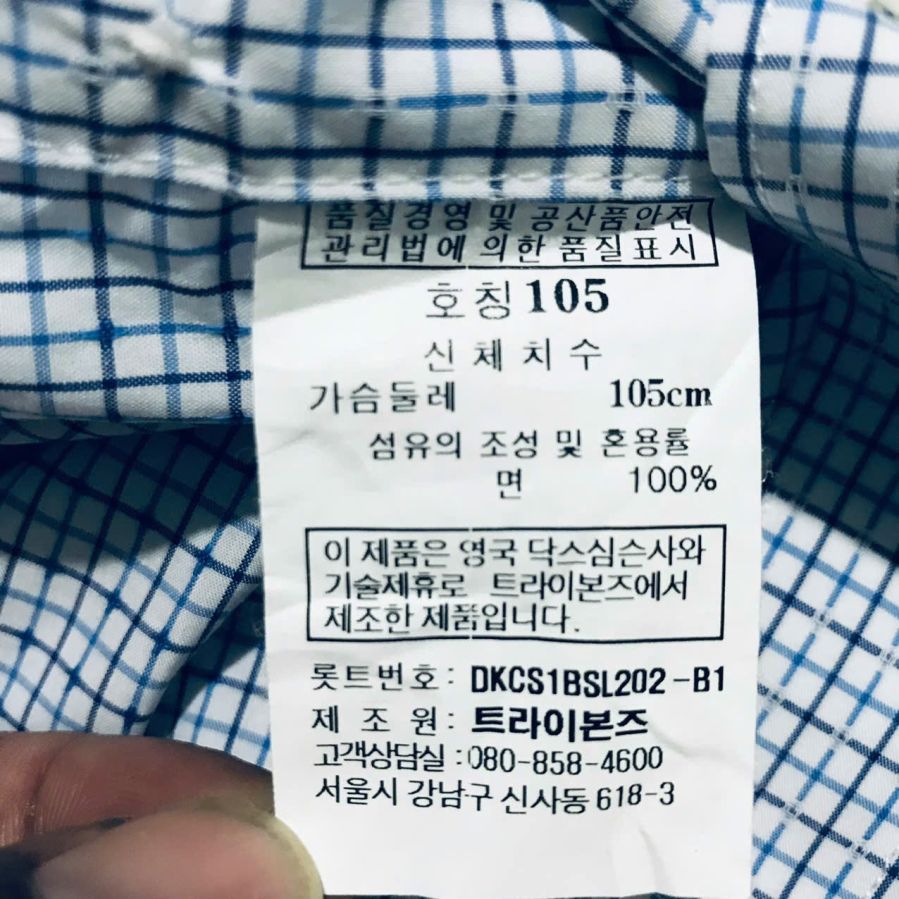 품질경영 및 공산품안전
관리법에 의한 품질표시
호칭 105
신체치수
가슴둘레 105cm
섬유의 조성 및 혼용률
면 100%
이 제품은 영국 닥스심슨사와
기술제휴로 트라이본즈에서
제조한 제품입니다.
롯트번호: DKCS1BSL202-B1
제조원: 트라이본즈
고객상담실:080-858-4600
서울시 강남구 신사동 618-3